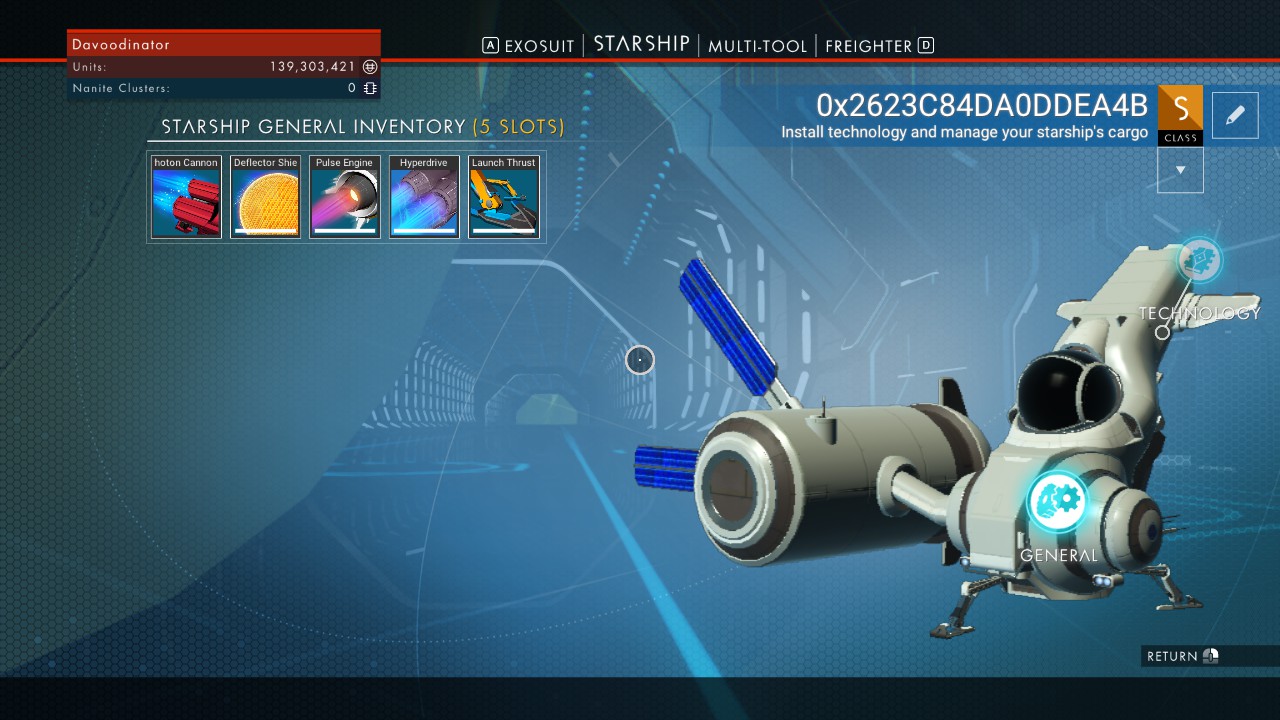 Davoodinator
Units: 139,303,421
Nanite Clusters: 0
A EXOSUIT STARSHIP MULTI-TOOL FREIGHTER D
0x2623C84DA0DDEA4B
Install technology and manage your starship's cargo
S
CLASS
STARSHIP GENERAL INVENTORY (5 SLOTS)
hoton Cannon Deflector Shie Pulse Engine Hyperdrive Launch Thrust
TECHNOLOGY
GENERAL
RETURN